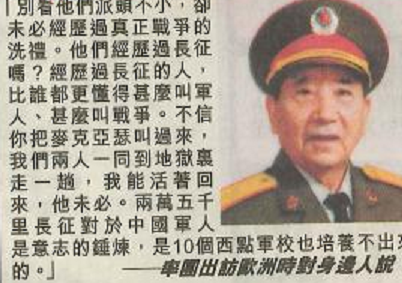 「別看他們派頭不小，卻
未必經歷過真正戰爭的
洗禮。他們經歷過長征
嗎？經歷過長征的人，
比誰都更懂得甚麼叫軍
人、甚麼叫戰爭。不信
你把麥克亞瑟叫過來，
我們兩人一同到地獄裏
走一趟，我能活著回
來，他未必。兩萬五千
里長征對於中國軍人
是意志的錘煉，是10個西點軍校也培養不出來
的。」
——率團出訪歐洲時對身邊人說